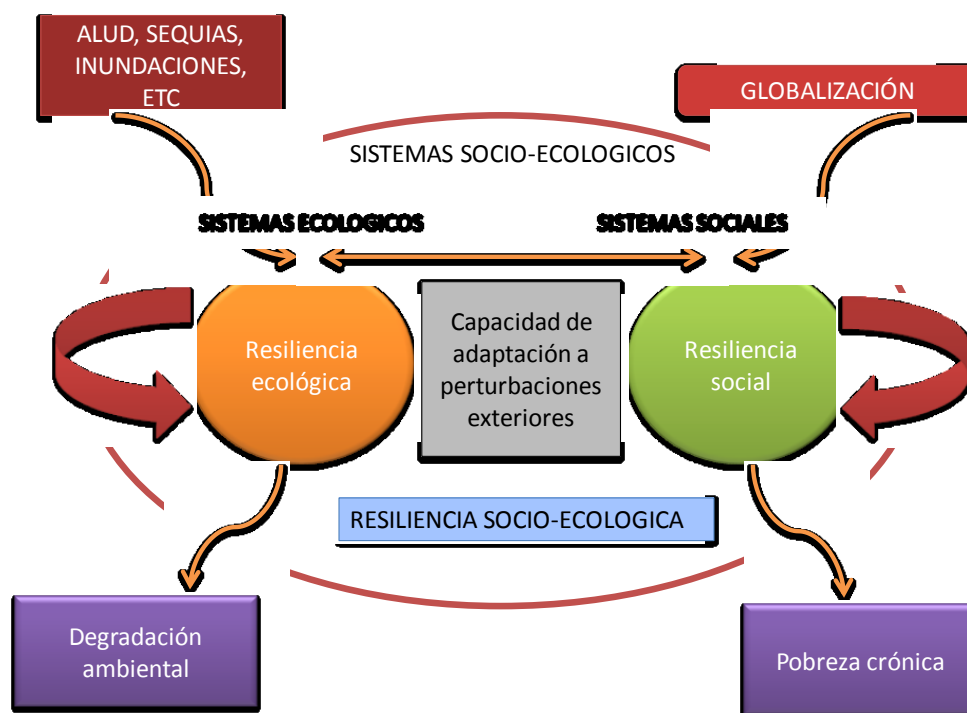 ALUD, SEQUIAS,
INUNDACIONES,
ETC
GLOBALIZACIÓN
SISTEMAS SOCIO-ECOLOGICOS
SISTEMAS ECOLOGICOS
SISTEMAS SOCIALES
Resiliencia
ecológica
Capacidad de
adaptación a
perturbaciones
exteriores
Resiliencia
social
RESILIENCIA SOCIO-ECOLOGICA
Degradación
ambiental
Pobreza crónica